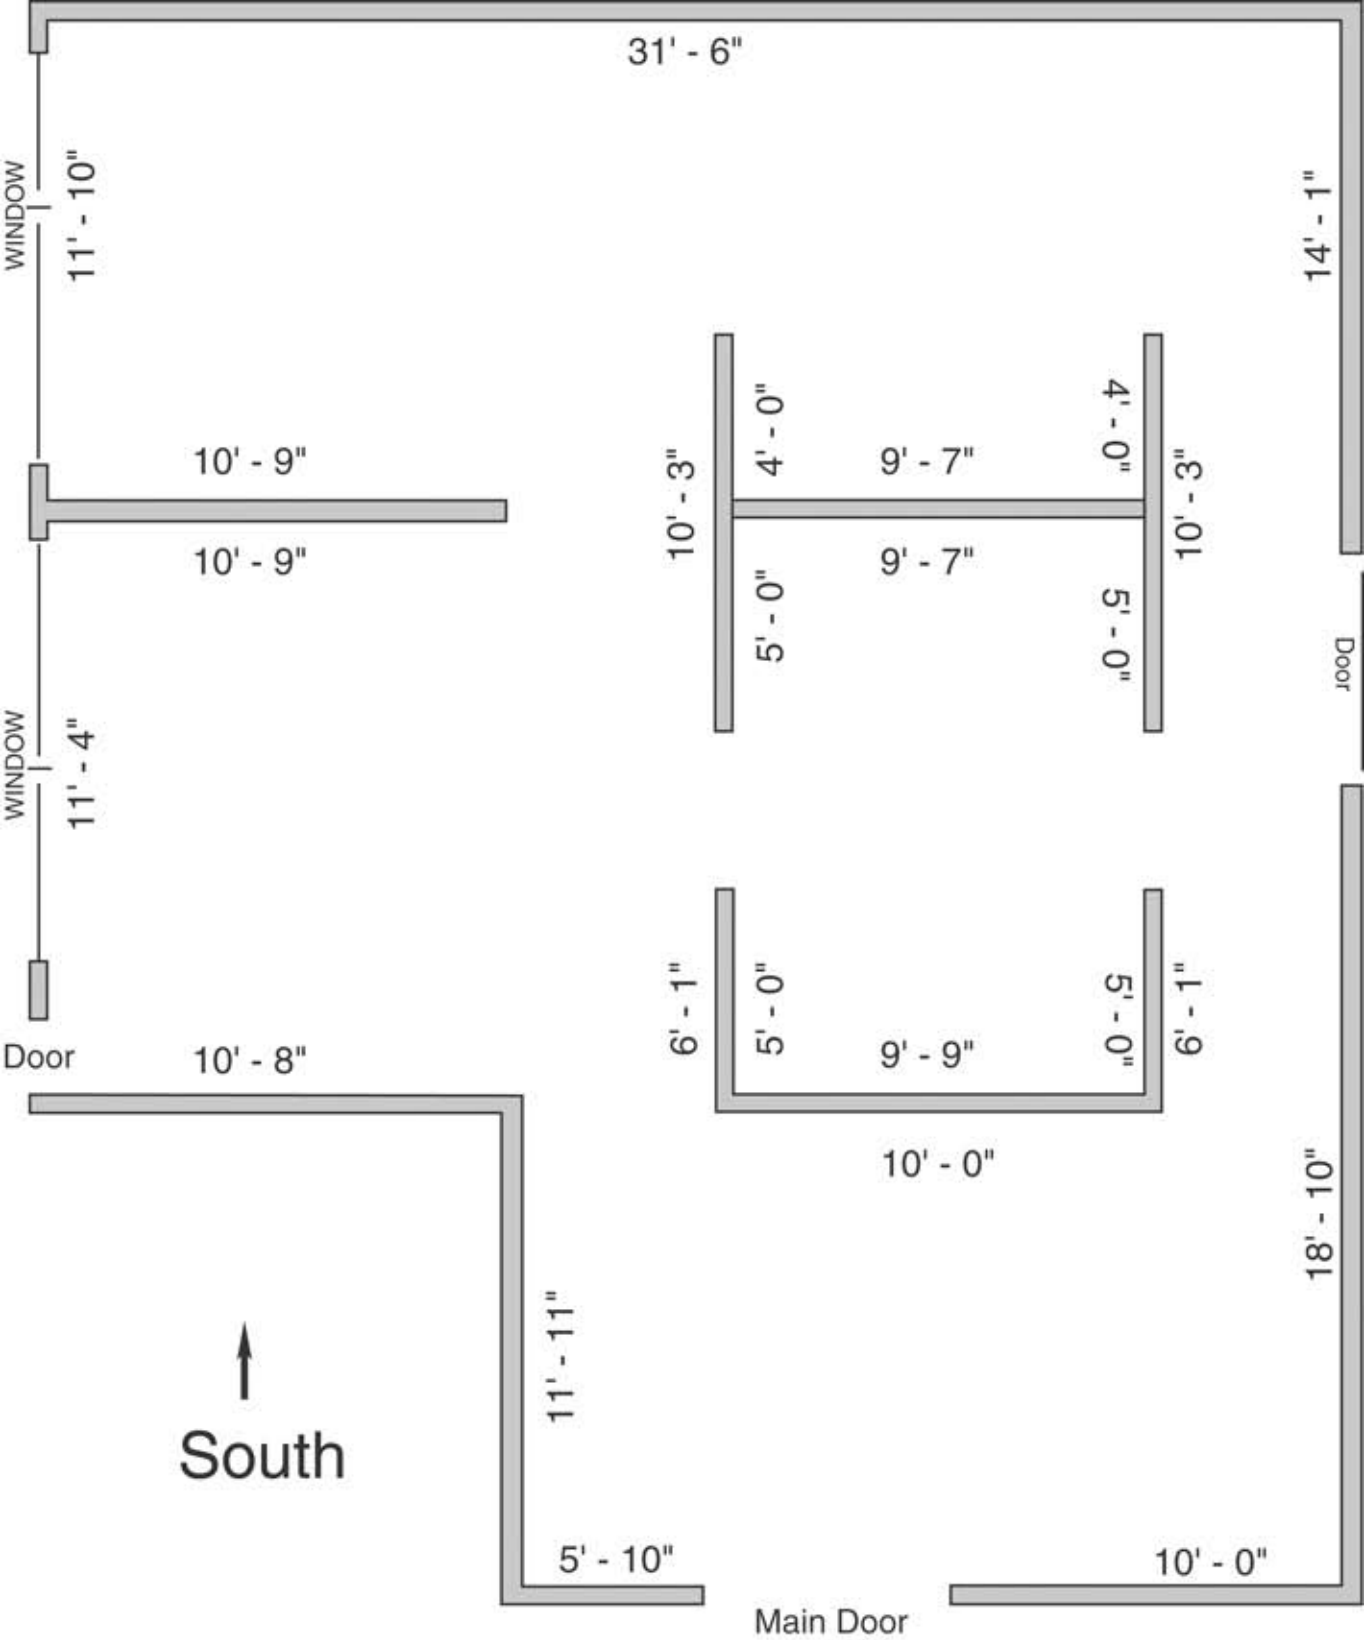 31' - 6"
WINDOW
11' - 10"
14' - 1"
10' - 9"
10' - 9"
10' - 3"
4' - 0"
9' - 7"
4' - 0"
10' - 3"
5' - 0"
9' - 7"
5' - 0"
Door
WINDOW
11' - 4"
6' - 1"
5' - 0"
9' - 9"
5' - 0"
6' - 1"
Door
10' - 8"
10' - 0"
18' - 10"
11' - 11"
South
5' - 10"
10' - 0"
Main Door